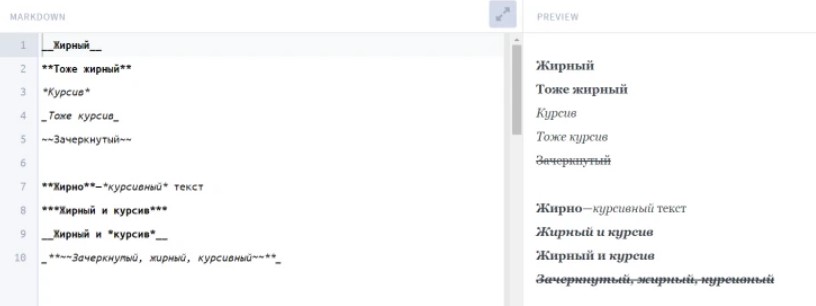 MARKDOWN
PREVIEW
1 __Жирный__
2 **Тоже жирный**
3 *Курсив*
4 _Тоже курсив_
5 ~~Зачеркнутый~~
6
7 **Жирно**—*курсивный* текст
8 ***Жирный и курсив***
9 __Жирный и *курсив*__
10 _**~~Зачеркнутый, жирный, курсивный~~**_
Жирный
Тоже жирный
Курсив
Тоже курсив
Зачеркнутый
Жирно—курсивный текст
Жирный и курсив
Жирный и курсив
Зачеркнутый, жирный, курсивный